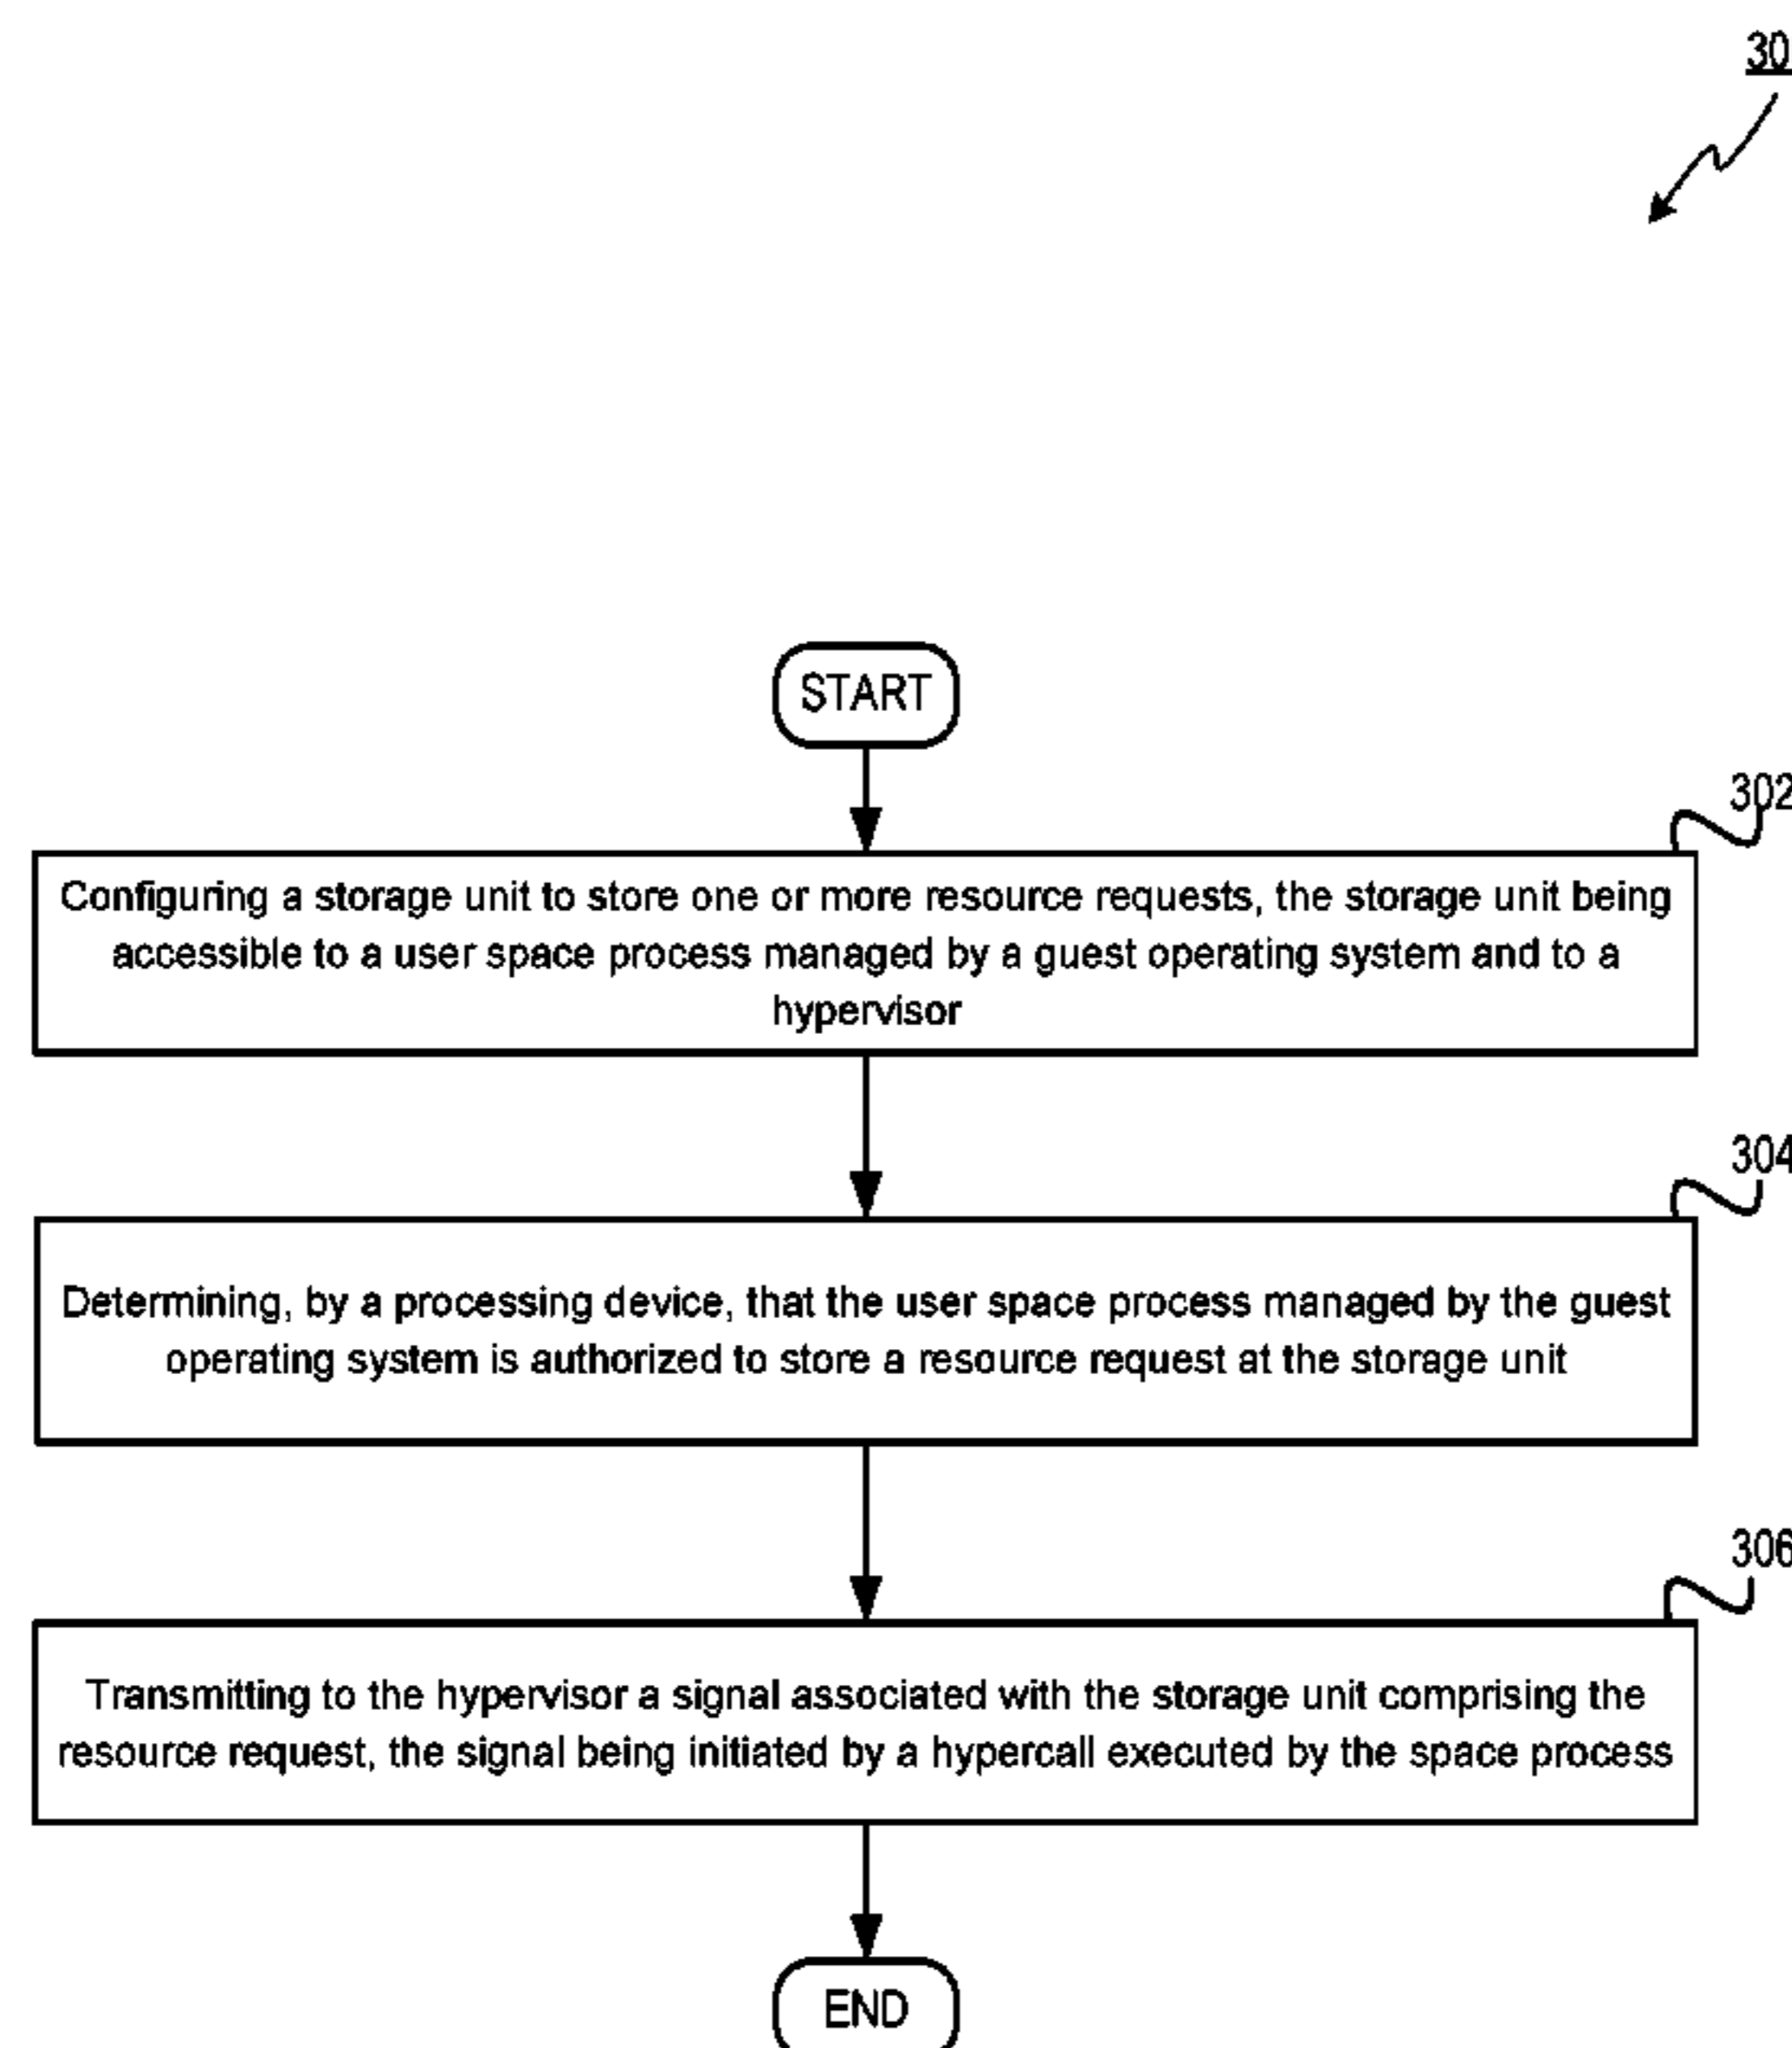 30
START
302
Configuring a storage unit to store one or more resource requests, the storage unit being
accessible to a user space process managed by a guest operating system and to a
hypervisor
304
Determining, by a processing device, that the user space process managed by the guest
operating system is authorized to store a resource request at the storage unit
306
Transmitting to the hypervisor a signal associated with the storage unit comprising the
resource request, the signal being initiated by a hypercall executed by the space process
END